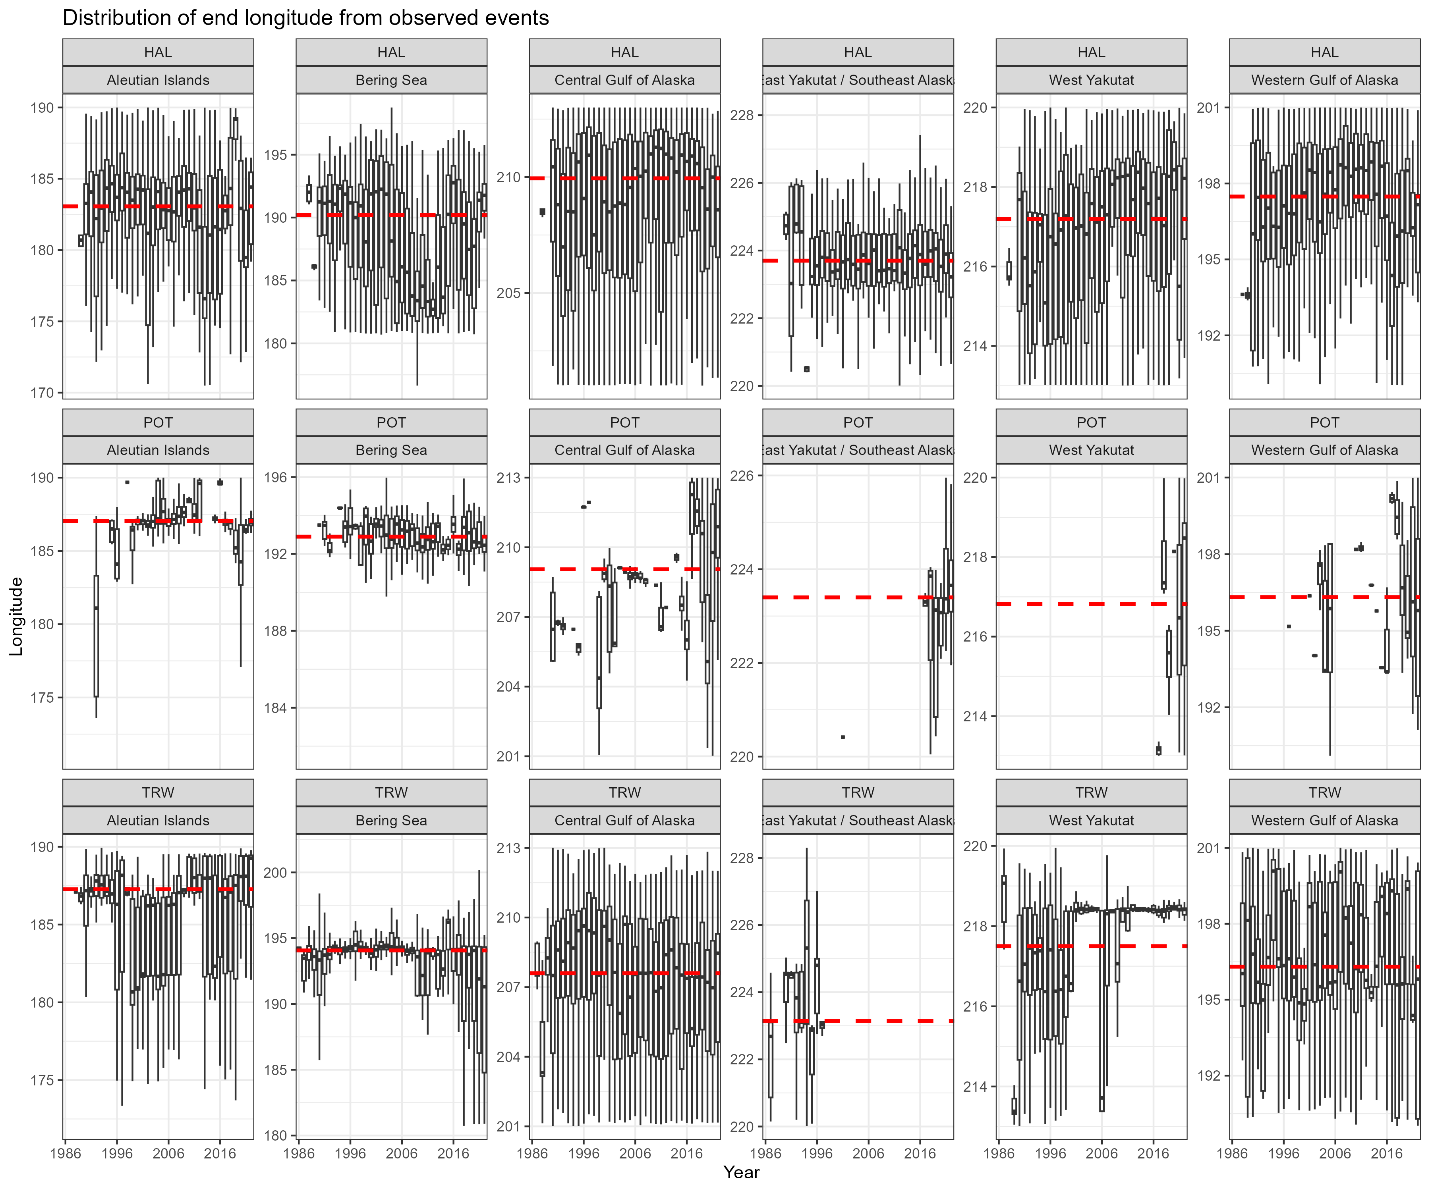 Distribution of end longitude from observed events
HAL HAL HAL HAL HAL HAL
Aleutian Islands Bering Sea Central Gulf of Alaska East Yakutat / Southeast Alaska West Yakutat Western Gulf of Alaska
190 195 210 228 220 201
185 190 205 226 218 198
180 185 224 216 195
175 180 222 214 192
170 220
POT POT POT POT POT POT
Aleutian Islands Bering Sea Central Gulf of Alaska East Yakutat / Southeast Alaska West Yakutat Western Gulf of Alaska
190 196 213 226 220 201
185 192 210 224 218 198
180 188 207 222 216 195
175 184 204 220 214 192
201
Longitude
TRW TRW TRW TRW TRW TRW
Aleutian Islands Bering Sea Central Gulf of Alaska East Yakutat / Southeast Alaska West Yakutat Western Gulf of Alaska
190 200 213 228 220 201
185 195 210 226 218 198
180 190 207 224 216 195
175 185 204 222 214 192
180 201 220
1986 1996 2006 2016 1986 1996 2006 2016 1986 1996 2006 2016 1986 1996 2006 2016 1986 1996 2006 2016 1986 1996 2006 2016
Year